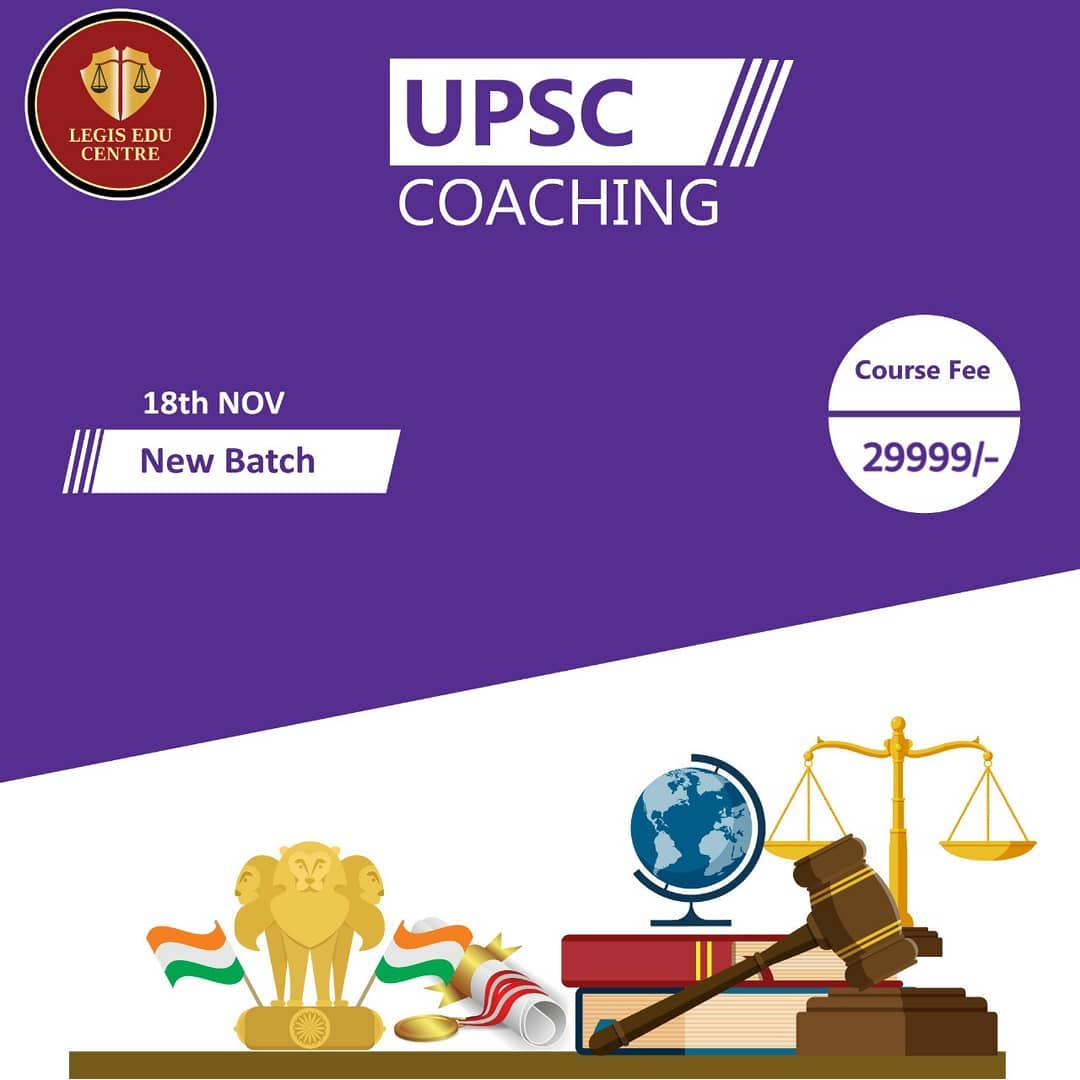 LEGIS EDU
CENTRE
UPSC
COACHING
18th NOV
New Batch
Course Fee
29999/-